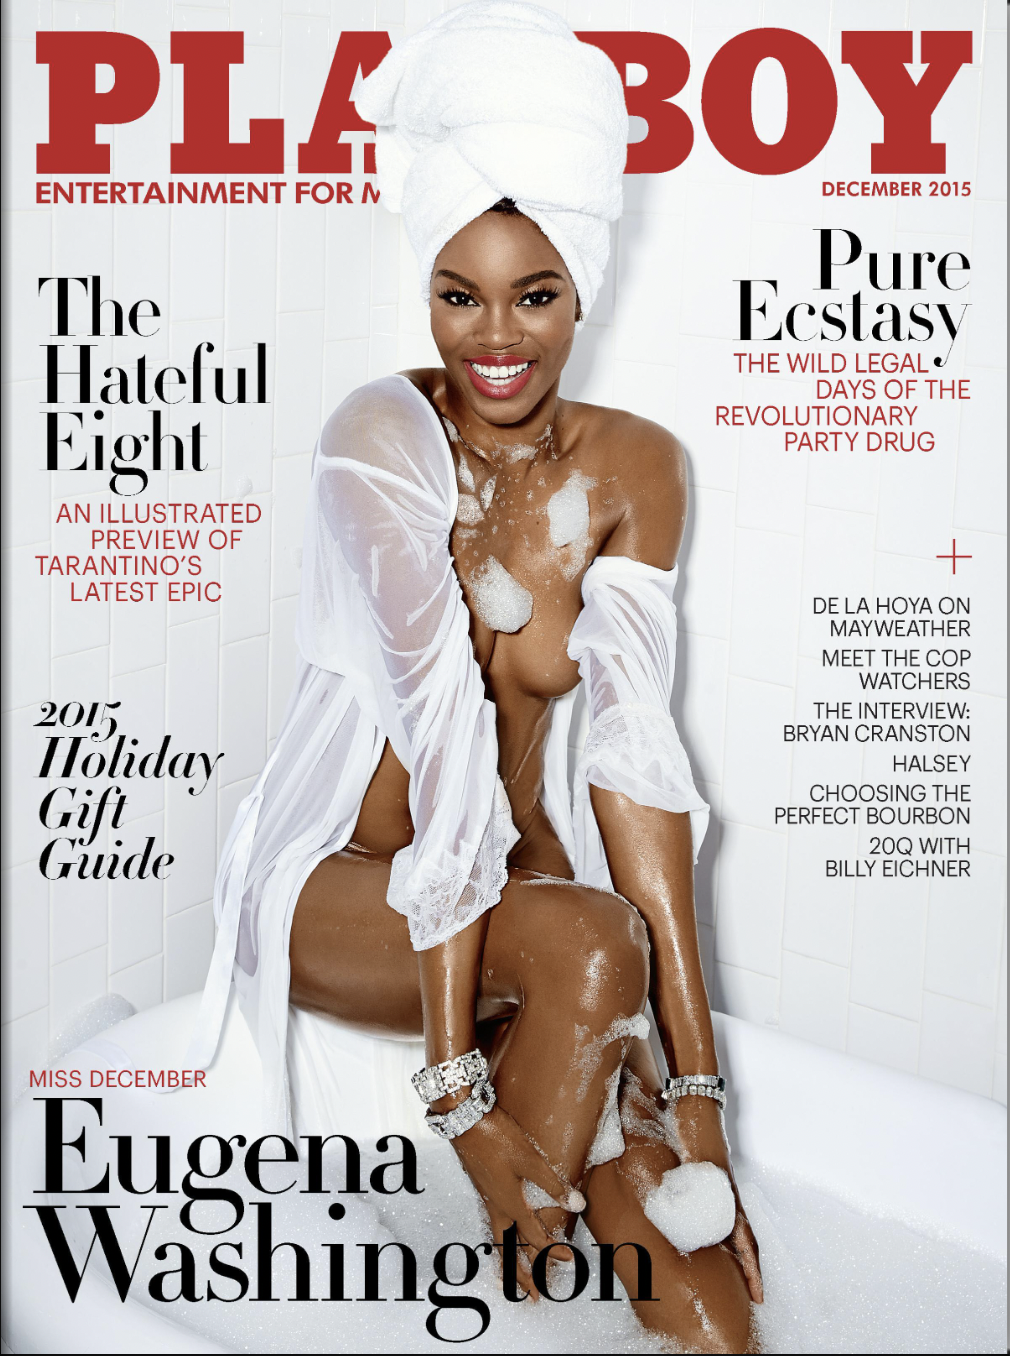 PLAYBOY
ENTERTAINMENT FOR M
DECEMBER 2015
The
Hateful
Eight
AN ILLUSTRATED
PREVIEW OF
TARANTINO'S
LATEST EPIC
2015
Holiday
Gift
Guide
Pure
Ecstasy
THE WILD LEGAL
DAYS OF THE
REVOLUTIONARY
PARTY DRUG
+
DE LA HOYA ON
MAYWEATHER
MEET THE COP
WATCHERS
THE INTERVIEW:
BRYAN CRANSTON
HALSEY
CHOOSING THE
PERFECT BOURBON
20Q WITH
BILLY EICHNER
MISS DECEMBER
Eugena
Washington